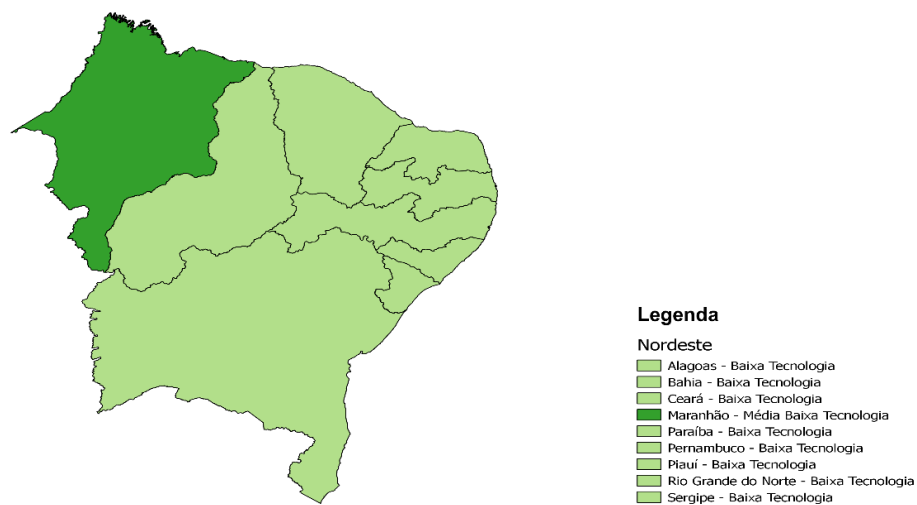 Legenda
Nordeste
Alagoas - Baixa Tecnologia
Bahia - Baixa Tecnologia
Ceará - Baixa Tecnologia
Maranhão - Média Baixa Tecnologia
Paraíba - Baixa Tecnologia
Pernambuco - Baixa Tecnologia
Piauí - Baixa Tecnologia
Rio Grande do Norte - Baixa Tecnologia
Sergipe - Baixa Tecnologia